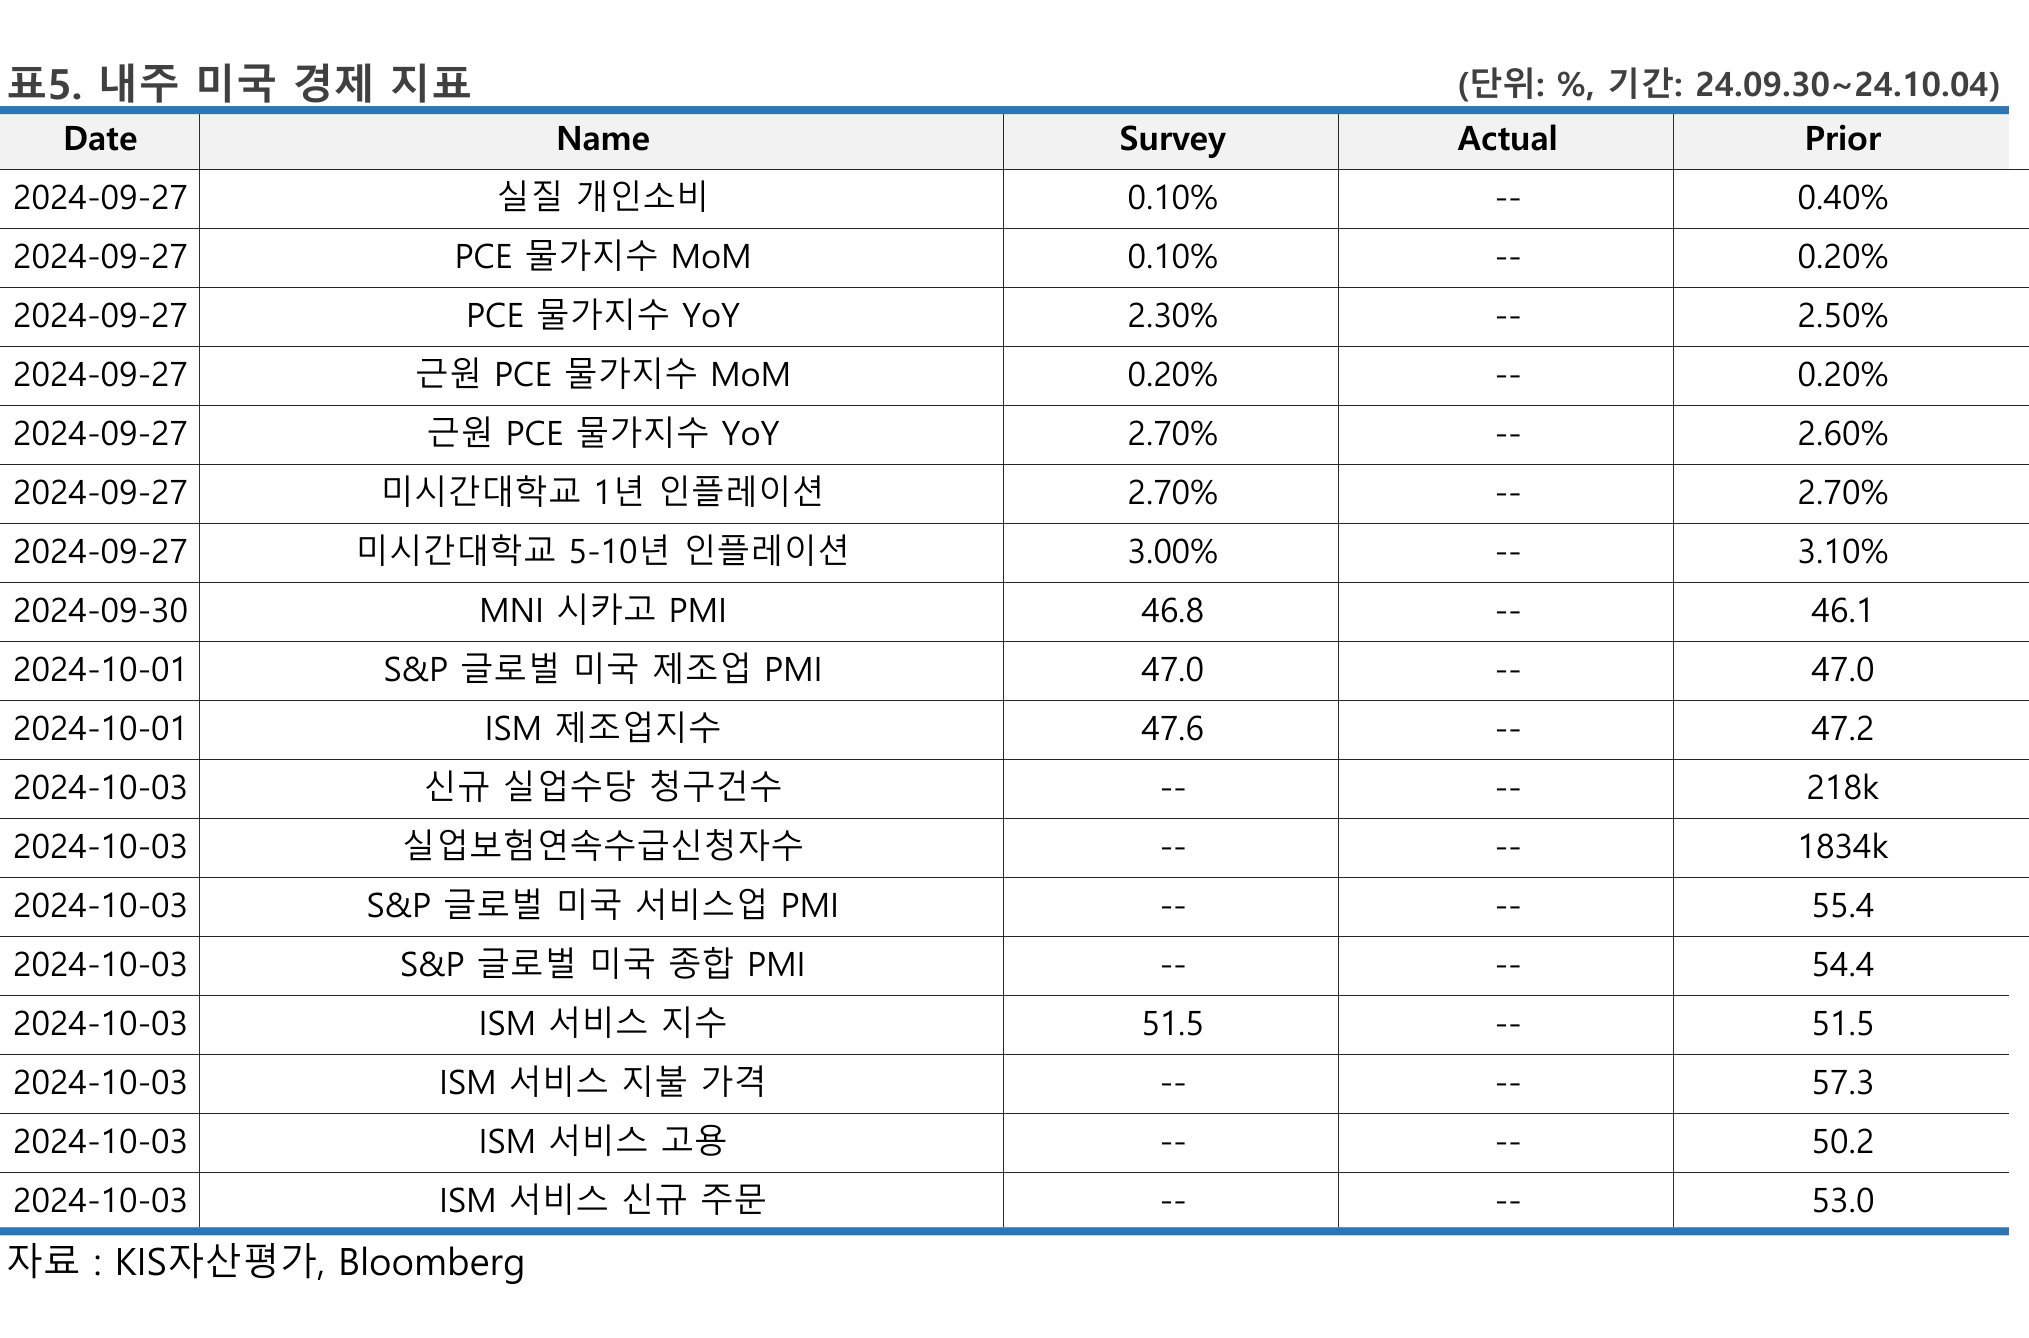 표5. 내주 미국 경제 지표 (단위: %, 기간: 24.09.30~24.10.04)
Date Name Survey Actual Prior
2024-09-27 실질 개인소비 0.10% -- 0.40%
2024-09-27 PCE 물가지수 MoM 0.10% -- 0.20%
2024-09-27 PCE 물가지수 YoY 2.30% -- 2.50%
2024-09-27 근원 PCE 물가지수 MoM 0.20% -- 0.20%
2024-09-27 근원 PCE 물가지수 YoY 2.70% -- 2.60%
2024-09-27 미시간대학교 1년 인플레이션 2.70% -- 2.70%
2024-09-27 미시간대학교 5-10년 인플레이션 3.00% -- 3.10%
2024-09-30 MNI 시카고 PMI 46.8 -- 46.1
2024-10-01 S&P 글로벌 미국 제조업 PMI 47.0 -- 47.0
2024-10-01 ISM 제조업지수 47.6 -- 47.2
2024-10-03 신규 실업수당 청구건수 -- -- 218k
2024-10-03 실업보험연속수급신청자수 -- -- 1834k
2024-10-03 S&P 글로벌 미국 서비스업 PMI -- -- 55.4
2024-10-03 S&P 글로벌 미국 종합 PMI -- -- 54.4
2024-10-03 ISM 서비스 지수 51.5 -- 51.5
2024-10-03 ISM 서비스 지불 가격 -- -- 57.3
2024-10-03 ISM 서비스 고용 -- -- 50.2
2024-10-03 ISM 서비스 신규 주문 -- -- 53.0
자료 : KIS자산평가, Bloomberg